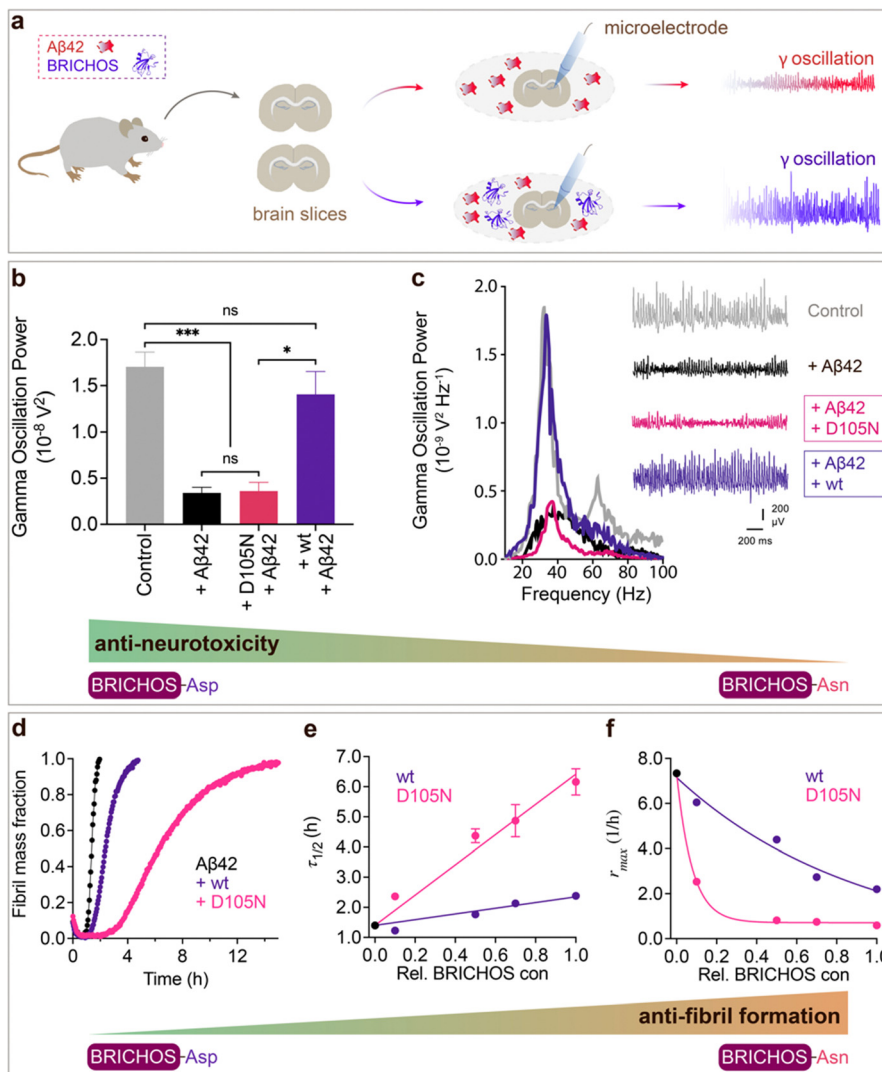 a
Aβ42
BRICHOS
brain slices
microelectrode
γ oscillation
γ oscillation
b
Gamma Oscillation Power
(10-8 V2)
2.0
1.5
1.0
0.5
0.0
ns
***
*
ns
Control
+ Aβ42
+ D105N
+ Aβ42
+ wt
+ Aβ42
c
Gamma Oscillation Power
(10-9 V2 Hz-1)
2.0
1.5
1.0
0.5
0.0
20 40 60 80 100
Frequency (Hz)
Control
+ Aβ42
+ Aβ42
+ D105N
+ Aβ42
+ wt
200
μV
200 ms
anti-neurotoxicity
BRICHOS-Asp
BRICHOS-Asn
d
Fibril mass fraction
1.0
0.8
0.6
0.4
0.2
0.0
0 4 8 12
Time (h)
Aβ42
+ wt
+ D105N
e
τ1/2 (h)
7.0
6.0
5.0
4.0
3.0
2.0
1.0
0.0 0.2 0.4 0.6 0.8 1.0
Rel. BRICHOS con
wt
D105N
f
rmax (1/h)
8.0
6.0
4.0
2.0
0.0
0.0 0.2 0.4 0.6 0.8 1.0
Rel. BRICHOS con
wt
D105N
anti-fibril formation
BRICHOS-Asp
BRICHOS-Asn